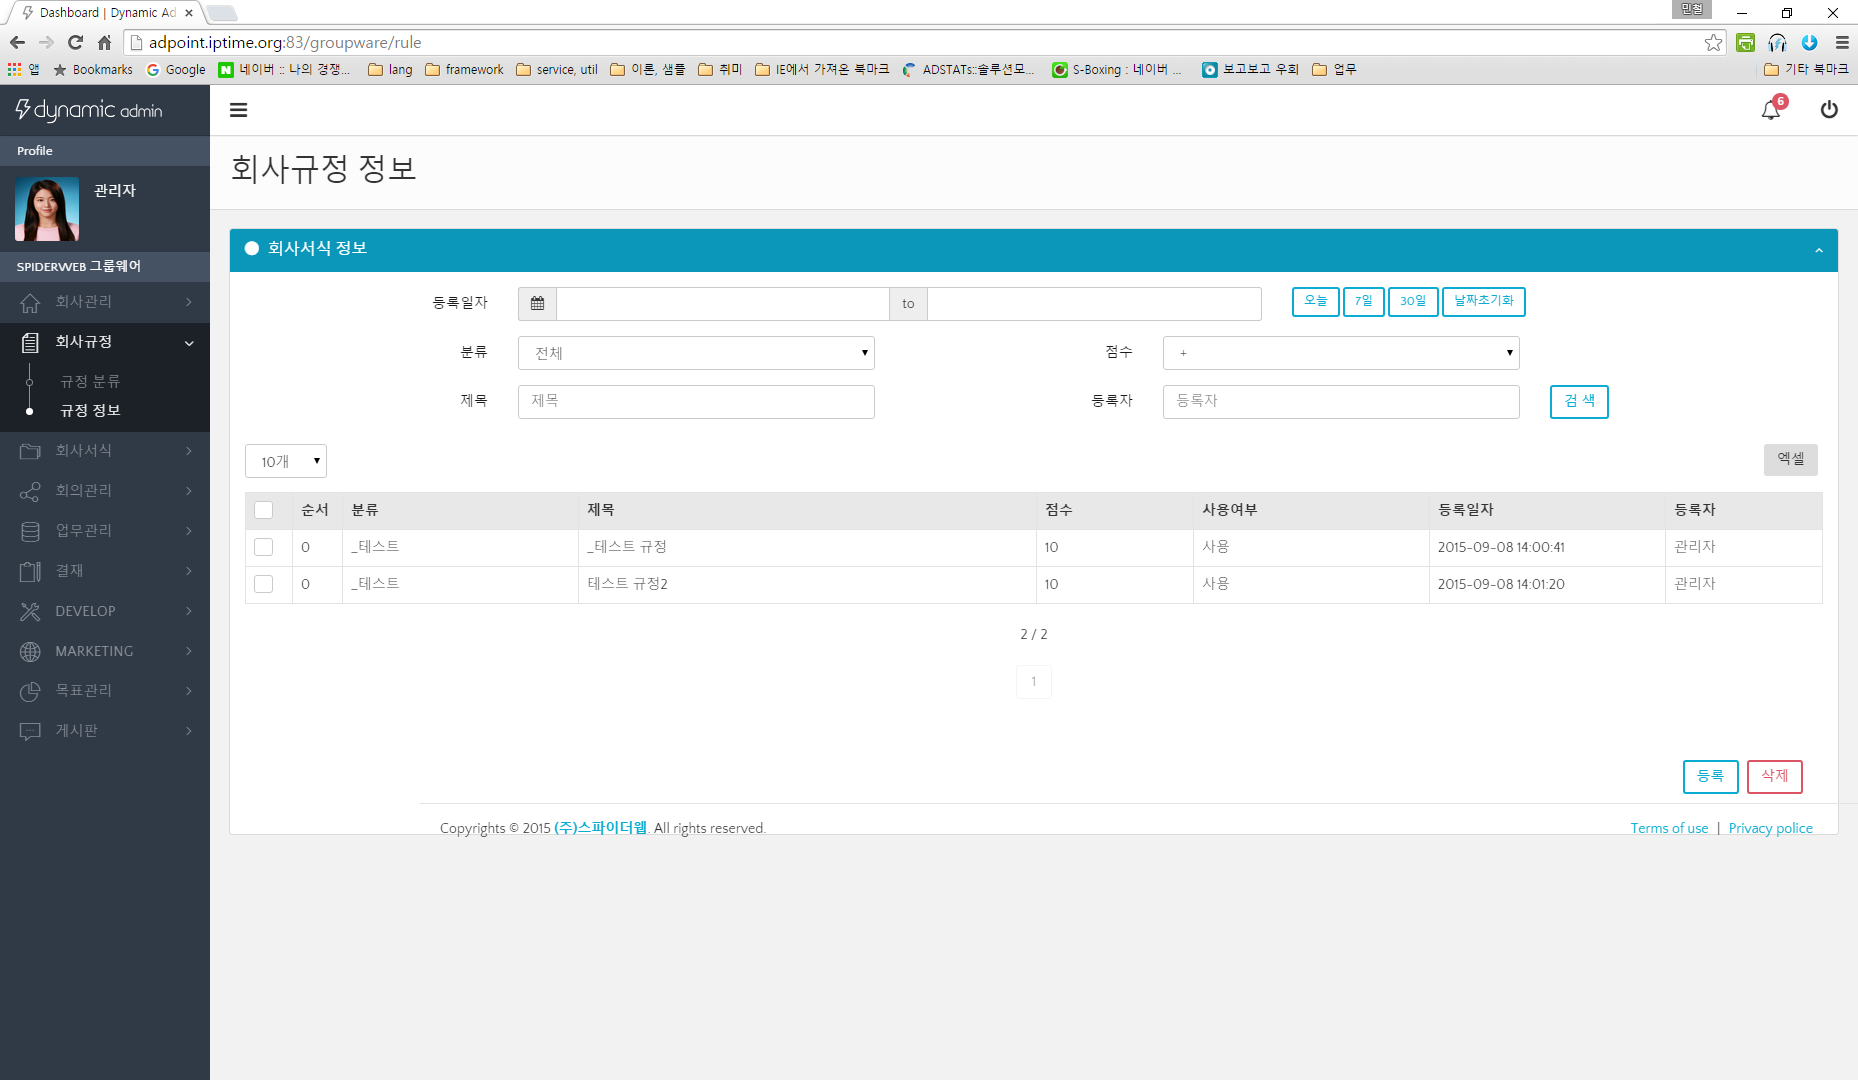 Dashboard | Dynamic Ad
민철
adpoint.iptime.org:83/groupware/rule
앱 Bookmarks Google 네이버 :: 나의 경쟁... lang framework service, util 이론, 샘플 취미 IE에서 가져온 북마크 ADSTATs::솔루션모... S-Boxing : 네이버 ... 보고보고 우회 업무 기타 북마크
dynamic admin
6
Profile
관리자
SPIDERWEB 그룹웨어
회사관리
회사규정
규정 분류
규정 정보
회사서식
회의관리
업무관리
결재
DEVELOP
MARKETING
목표관리
게시판
회사규정 정보
회사서식 정보
등록일자 to 오늘 7일 30일 날짜초기화
분류 전체 점수 +
제목 제목 등록자 등록자 검 색
10개 엑셀
순서 분류 제목 점수 사용여부 등록일자 등록자
0 _테스트 _테스트 규정 10 사용 2015-09-08 14:00:41 관리자
0 _테스트 테스트 규정2 10 사용 2015-09-08 14:01:20 관리자
2 / 2
1
등록 삭제
Copyrights © 2015 (주)스파이더웹. All rights reserved. Terms of use | Privacy police